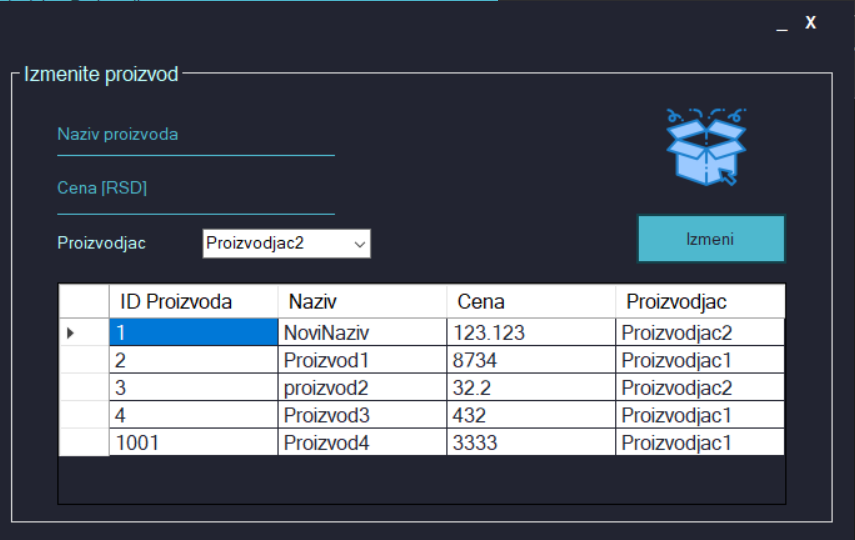 _ X
Izmenite proizvod
Naziv proizvoda
Cena [RSD]
Proizvodjac Proizvodjac2
Izmeni
ID Proizvoda Naziv Cena Proizvodjac
1 NoviNaziv 123.123 Proizvodjac2
2 Proizvod1 8734 Proizvodjac1
3 proizvod2 32.2 Proizvodjac2
4 Proizvod3 432 Proizvodjac1
1001 Proizvod4 3333 Proizvodjac1